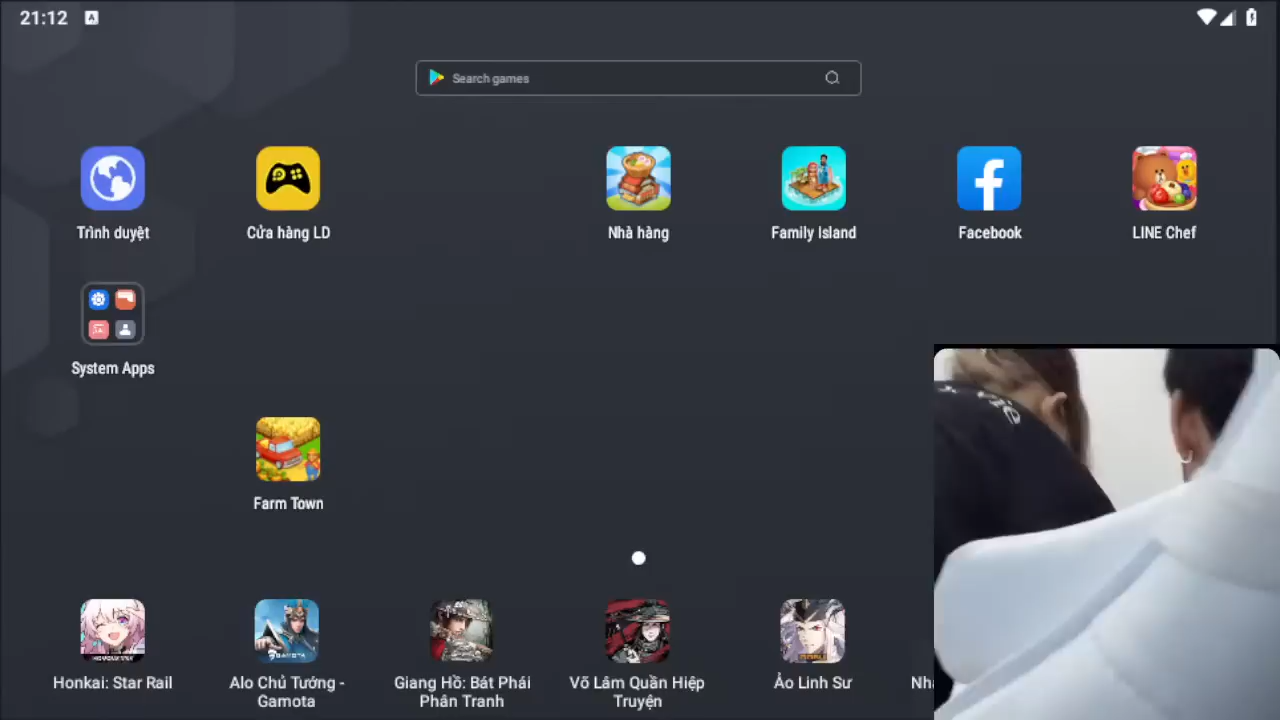 21:12
Search games
Trình duyệt
Cửa hàng LD
Nhà hàng
Family Island
Facebook
LINE Chef
System Apps
Farm Town
Honkai: Star Rail
Alo Chủ Tướng -
Gamota
Giang Hồ: Bát Phái
Phân Tranh
Võ Lâm Quần Hiệp
Truyện
Ảo Linh Sư